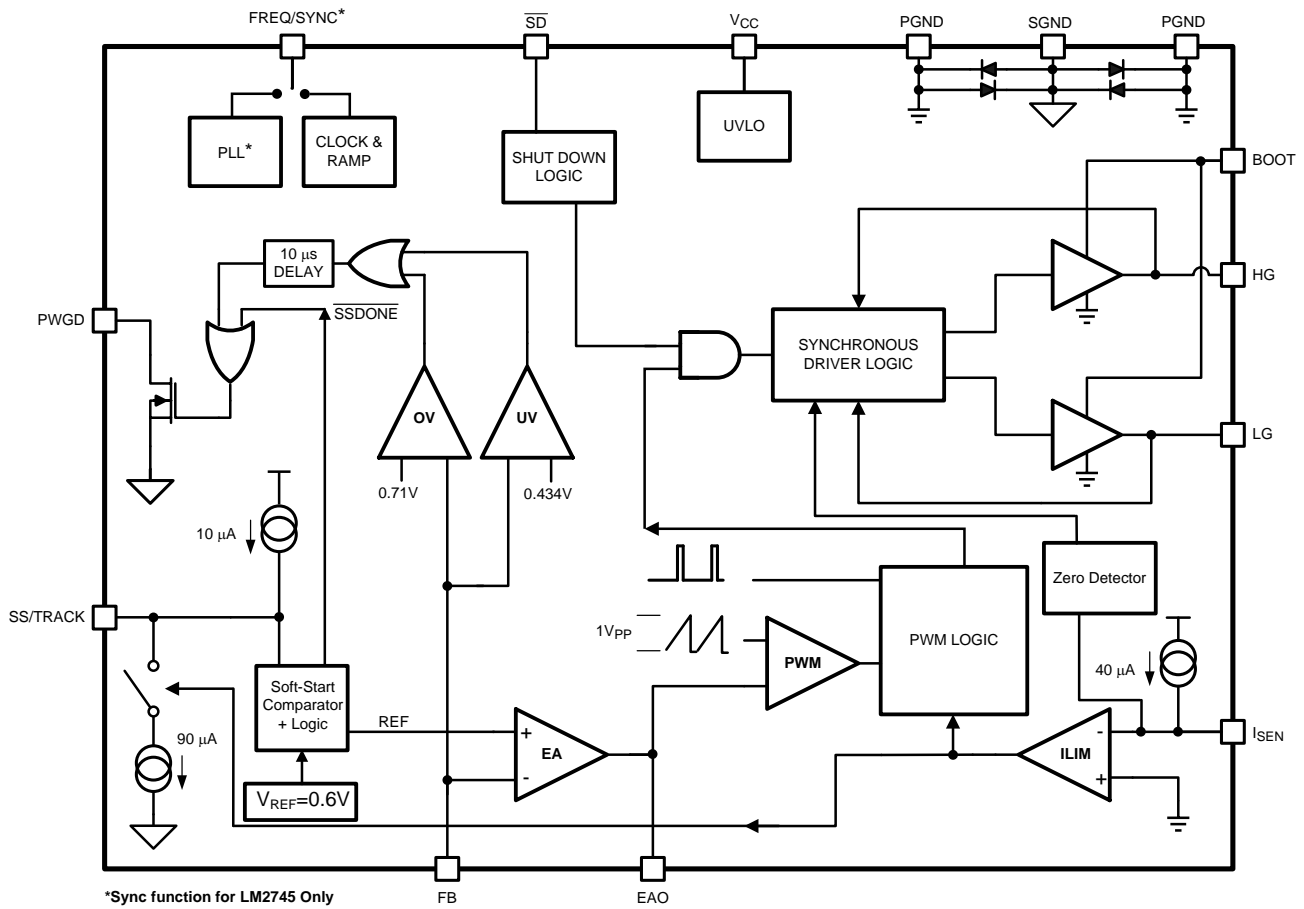 FREQ/SYNC*
SD
VCC
PGND
SGND
PGND
PLL*
CLOCK &
RAMP
SHUT DOWN
LOGIC
UVLO
BOOT
10 μs
DELAY
HG
PWGD
SSDONE
SYNCHRONOUS
DRIVER LOGIC
OV
UV
LG
0.71V
0.434V
10 μA
Zero Detector
SS/TRACK
1VPP
PWM
PWM LOGIC
40 μA
Soft-Start
Comparator
+ Logic
REF
90 μA
+
-
EA
-
+
ILIM
ISEN
VREF=0.6V
FB
EAO
*Sync function for LM2745 Only